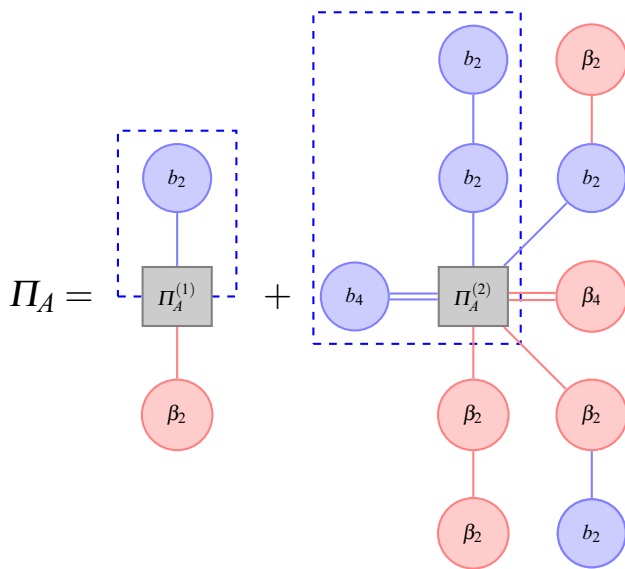 b₂ β₂
b₂ b₂ b₂
Π_A = Π_A^(1) + b₄ Π_A^(2) β₄
β₂ β₂ β₂
β₂ b₂